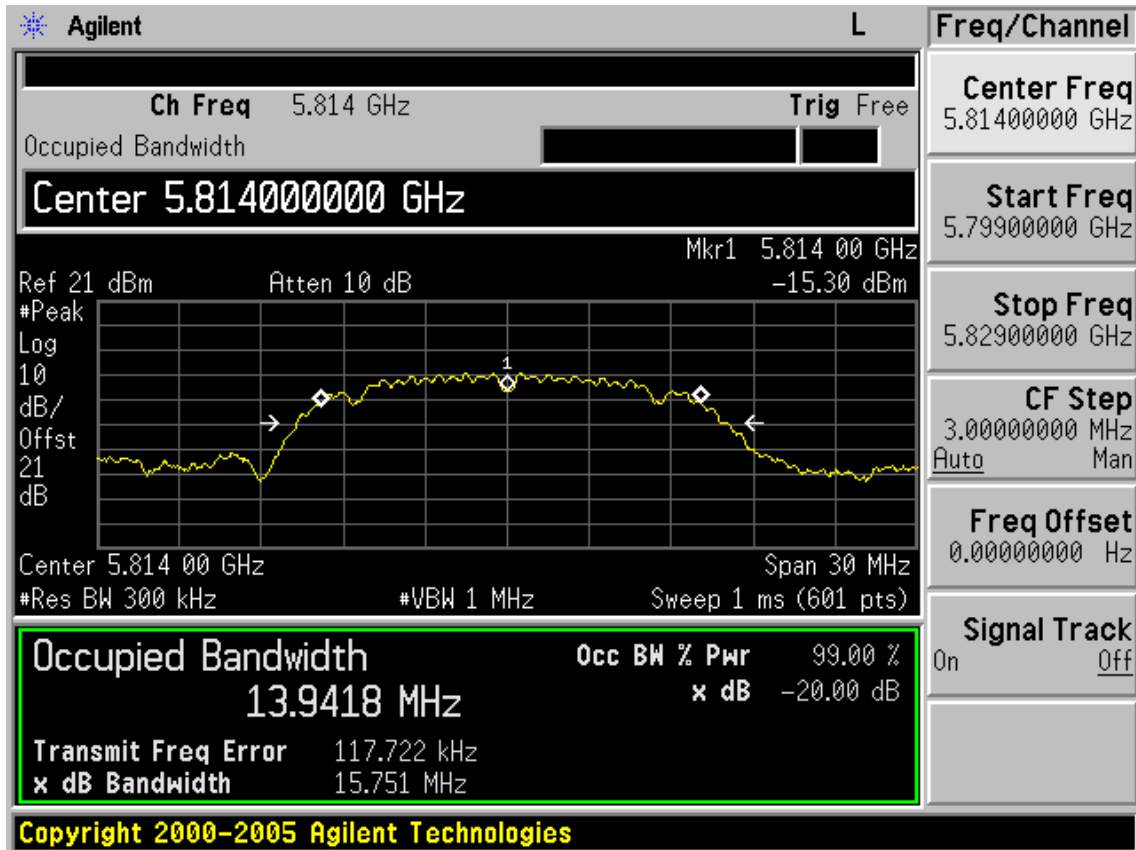 Agilent L
Freq/Channel
Ch Freq 5.814 GHz Trig Free
Occupied Bandwidth
Center 5.814000000 GHz
Mkr1 5.814 00 GHz
Ref 21 dBm Atten 10 dB -15.30 dBm
#Peak
Log
10
dB/
Offst
21
dB
1
Center 5.814 00 GHz Span 30 MHz
#Res BW 300 kHz #VBW 1 MHz Sweep 1 ms (601 pts)
Occupied Bandwidth Occ BW % Pwr 99.00 %
13.9418 MHz x dB -20.00 dB
Transmit Freq Error 117.722 kHz
x dB Bandwidth 15.751 MHz
Copyright 2000-2005 Agilent Technologies
Center Freq
5.81400000 GHz
Start Freq
5.79900000 GHz
Stop Freq
5.82900000 GHz
CF Step
3.00000000 MHz
Auto Man
Freq Offset
0.00000000 Hz
Signal Track
On Off